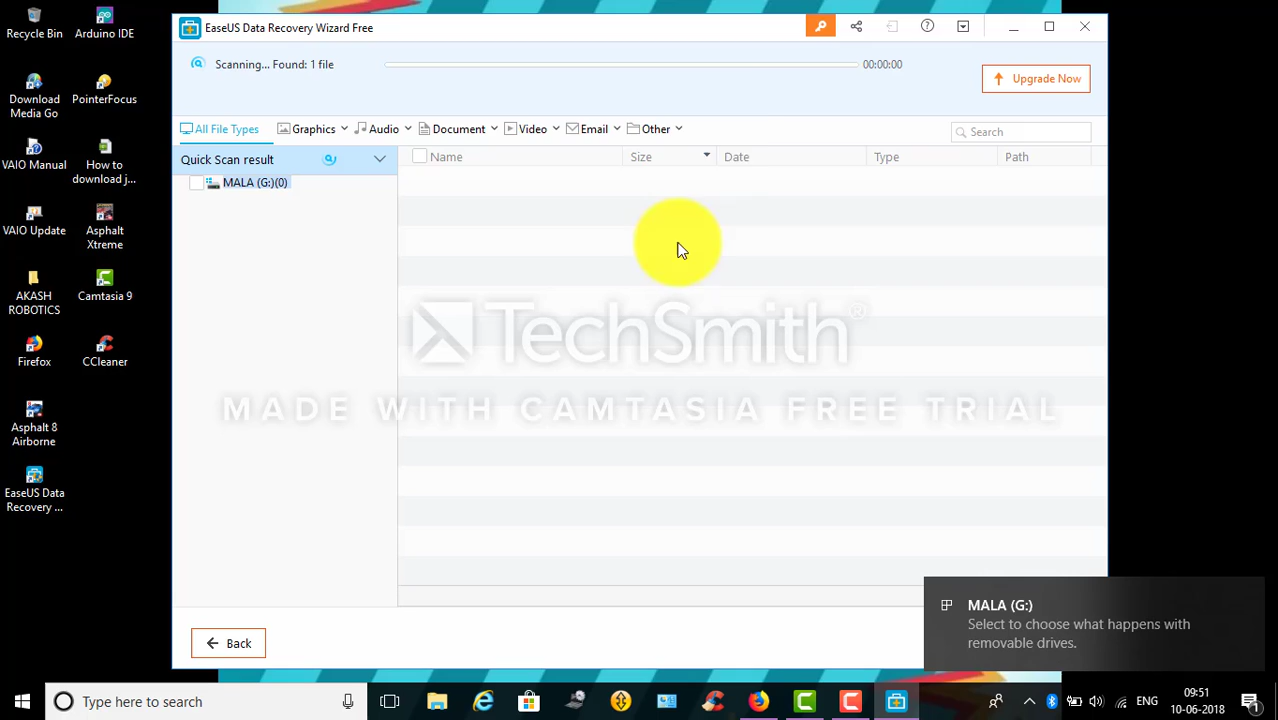 Recycle Bin
Arduino IDE
Download
Media Go
PointerFocus
VAIO Manual
How to
download j...
VAIO Update
Asphalt
Xtreme
AKASH
ROBOTICS
Camtasia 9
Firefox
CCleaner
Asphalt 8
Airborne
EaseUS Data
Recovery ...
EaseUS Data Recovery Wizard Free
Scanning... Found: 1 file
00:00:00
Upgrade Now
All File Types
Graphics
Audio
Document
Video
Email
Other
Search
Quick Scan result
Name
Size
Date
Type
Path
MALA (G:)(0)
TechSmith®
MADE WITH CAMTASIA FREE TRIAL
Back
MALA (G:)
Select to choose what happens with
removable drives.
Type here to search
ENG
09:51
10-06-2018
1